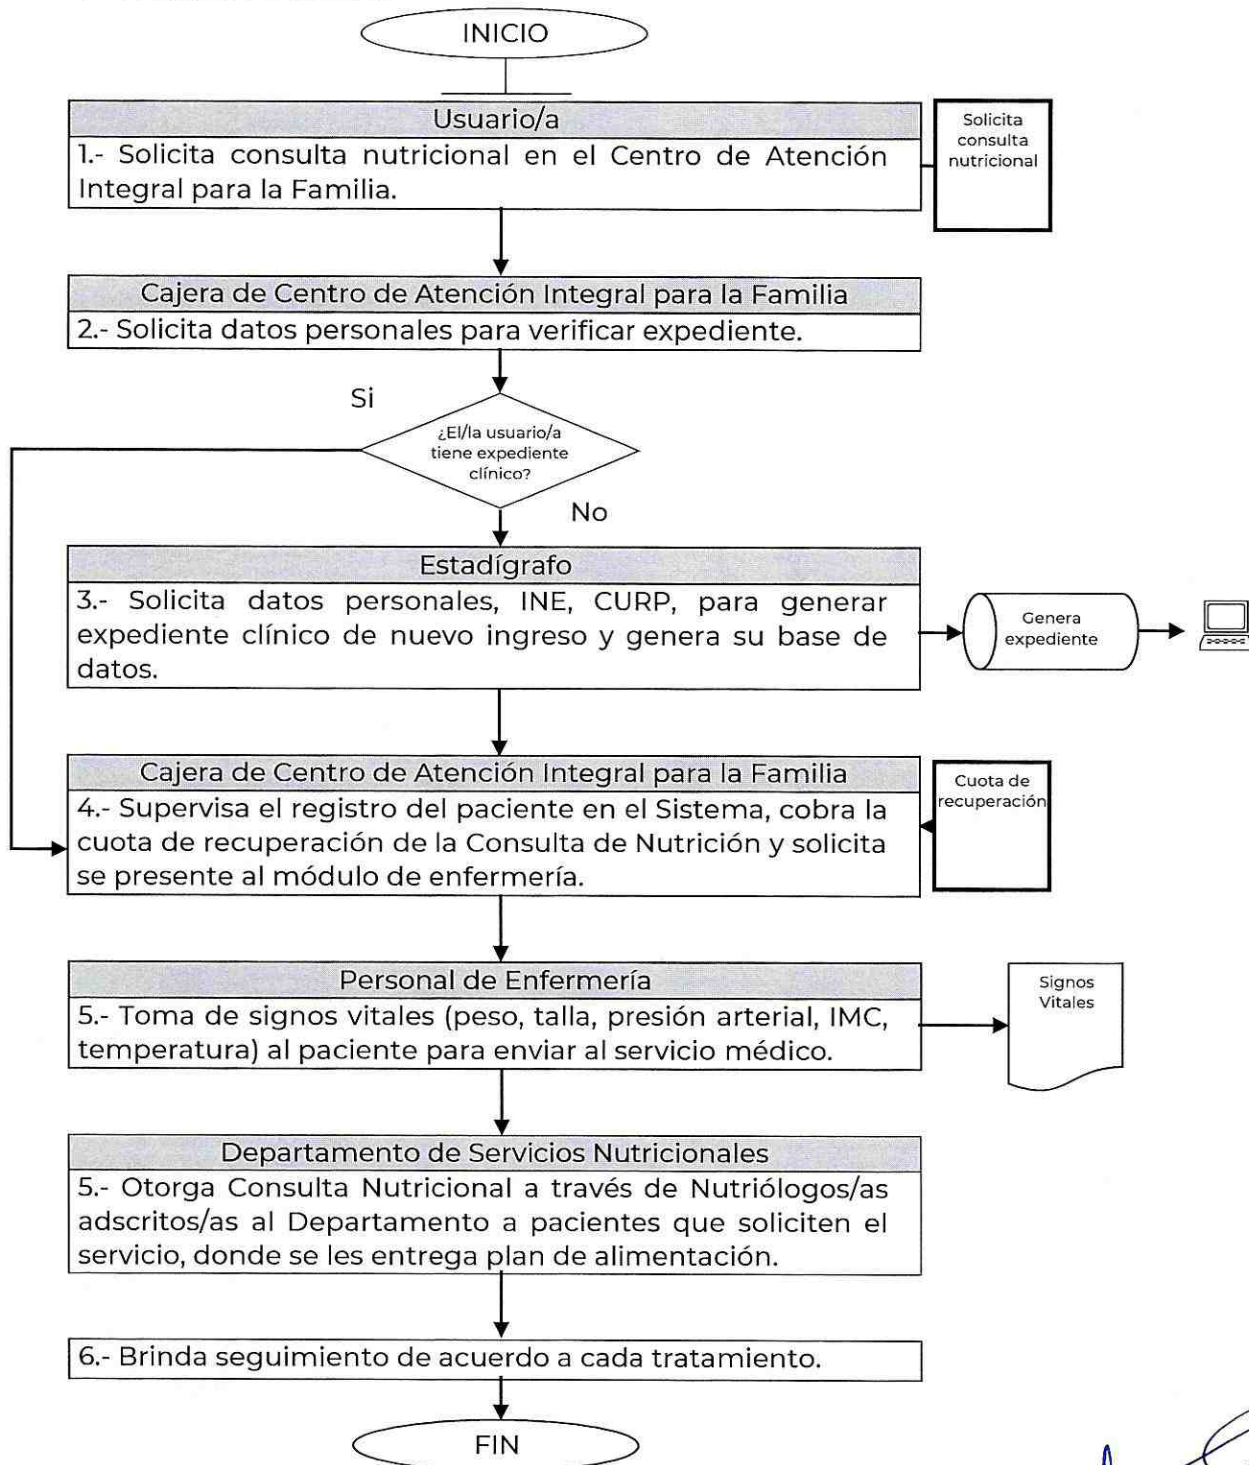 INICIO
Usuario/a
1.- Solicita consulta nutricional en el Centro de Atención
Integral para la Familia.
Solicita
consulta
nutricional
Cajera de Centro de Atención Integral para la Familia
2.- Solicita datos personales para verificar expediente.
Si
¿El/la usuario/a
tiene expediente
clínico?
No
Estadígrafo
3.- Solicita datos personales, INE, CURP, para generar
expediente clínico de nuevo ingreso y genera su base de
datos.
Genera
expediente
Cajera de Centro de Atención Integral para la Familia
4.- Supervisa el registro del paciente en el Sistema, cobra la
cuota de recuperación de la Consulta de Nutrición y solicita
se presente al módulo de enfermería.
Cuota de
recuperación
Personal de Enfermería
5.- Toma de signos vitales (peso, talla, presión arterial, IMC,
temperatura) al paciente para enviar al servicio médico.
Signos
Vitales
Departamento de Servicios Nutricionales
5.- Otorga Consulta Nutricional a través de Nutriólogos/as
adscritos/as al Departamento a pacientes que soliciten el
servicio, donde se les entrega plan de alimentación.
6.- Brinda seguimiento de acuerdo a cada tratamiento.
FIN